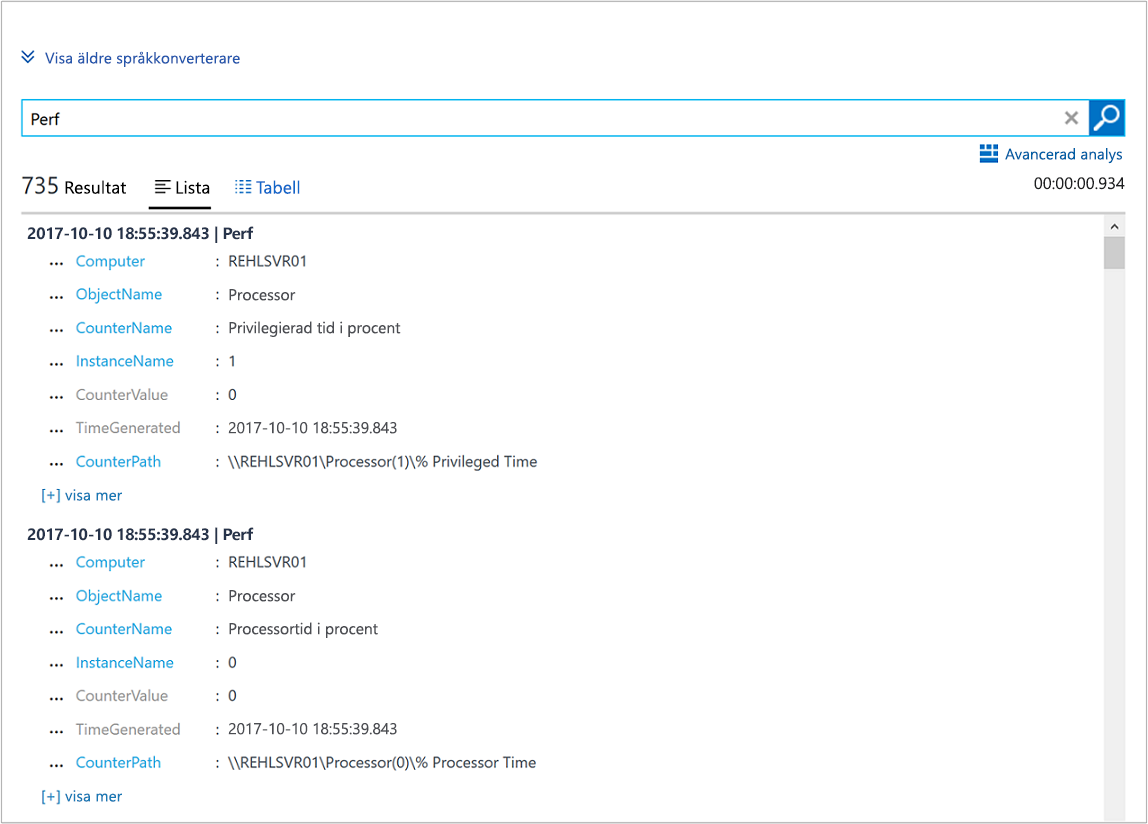 Visa äldre språkkonverterare
Perf
Avancerad analys
735 Resultat Lista Tabell 00:00:00.934
2017-10-10 18:55:39.843 | Perf
... Computer : REHLSVR01
... ObjectName : Processor
... CounterName : Privilegierad tid i procent
... InstanceName : 1
... CounterValue : 0
... TimeGenerated : 2017-10-10 18:55:39.843
... CounterPath : \\REHLSVR01\Processor(1)\% Privileged Time
[+] visa mer
2017-10-10 18:55:39.843 | Perf
... Computer : REHLSVR01
... ObjectName : Processor
... CounterName : Processortid i procent
... InstanceName : 0
... CounterValue : 0
... TimeGenerated : 2017-10-10 18:55:39.843
... CounterPath : \\REHLSVR01\Processor(0)\% Processor Time
[+] visa mer